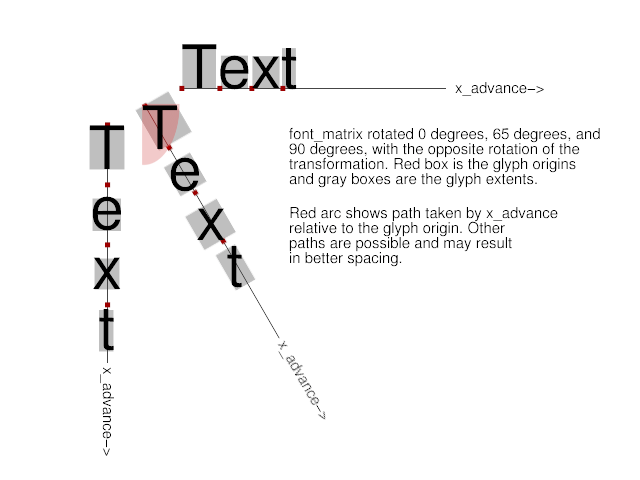 Text
x_advance->
Text
x_advance->
Text
x_advance->
font_matrix rotated 0 degrees, 65 degrees, and
90 degrees, with the opposite rotation of the
transformation. Red box is the glyph origins
and gray boxes are the glyph extents.
Red arc shows path taken by x_advance
relative to the glyph origin. Other
paths are possible and may result
in better spacing.